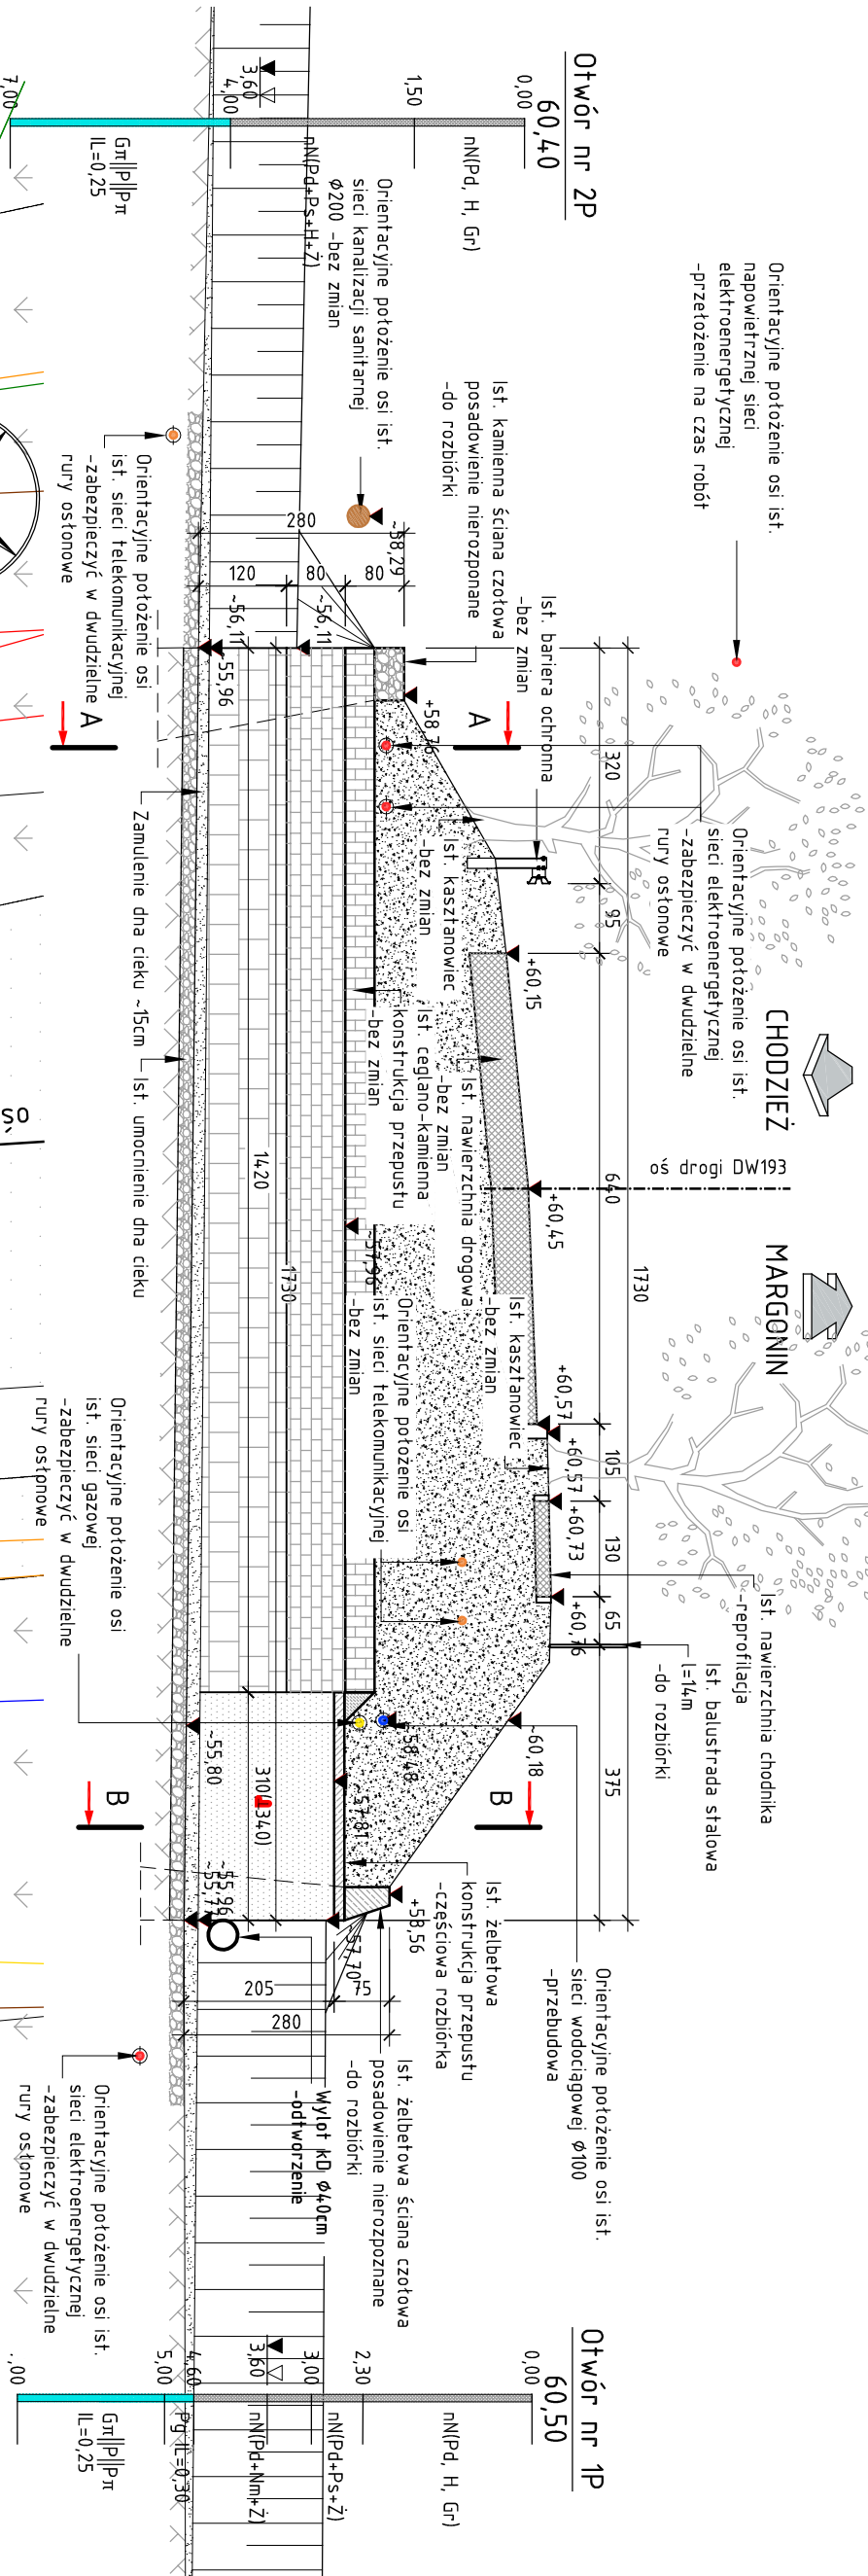 Otwór nr 2P
60,40
0,00
1,50
4,00
3,60
7,00
nN(Pd, H, Gr)
nN(Pd+Ps+H+Ż)
Gπ||P||Pπ
IL=0,25
Orientacyjne położenie osi ist.
sieci kanalizacji sanitarnej
ϕ200 -bez zmian
Orientacyjne położenie osi ist.
napowietrznej sieci
elektroenergetycznej
-przełożenie na czas robót
Ist. kamienna ściana czołowa
posadowienie nierozponane
-do rozbiórki
Orientacyjne położenie osi
ist. sieci telekomunikacyjnej
-zabezpieczyć w dwudzielne
rury osłonowe
Ist. bariera ochronna
-bez zmian
~58,29
280
120
80
80
~56,11
~56,11
~55,96
+58,76
A
A
320
95
640
105
130
65
375
1730
Orientacyjne położenie osi ist.
sieci elektroenergetycznej
-zabezpieczyć w dwudzielne
rury osłonowe
Ist. kasztanowiec
-bez zmian
+60,15
CHODZIEŻ
oś drogi DW193
MARGONIN
+60,45
Ist. nawierzchnia drogowa
-bez zmian
Ist. ceglano-kamienna
konstrukcja przepustu
-bez zmian
Zamulenie dna cieku ~15cm
Ist. umocnienie dna cieku
1420
1730
~57,96
Orientacyjne położenie osi
ist. sieci telekomunikacyjnej
-bez zmian
Ist. kasztanowiec
-bez zmian
+60,57
+60,57
+60,73
+60,76
Ist. nawierzchnia chodnika
-reprofilacja
Ist. balustrada stalowa
l=14m
-do rozbiórki
Orientacyjne położenie osi
ist. sieci gazowej
-zabezpieczyć w dwudzielne
rury osłonowe
~60,18
~58,48
~57,81
~55,80
B
B
~55,96
+58,56
~57,70
205
75
280
Ist. żelbetowa
konstrukcja przepustu
-częściowa rozbiórka
Orientacyjne położenie osi ist.
sieci wodociągowej ϕ100
-przebudowa
Ist. żelbetowa ściana czołowa
posadowienie nierozpoznane
-do rozbiórki
Wylot kD ϕ40cm
-odtworzenie
Orientacyjne położenie osi ist.
sieci elektroenergetycznej
-zabezpieczyć w dwudzielne
rury osłonowe
Otwór nr 1P
60,50
0,00
2,30
3,00
3,60
4,60
5,00
nN(Pd, H, Gr)
nN(Pd+Ps+Ż)
nN(Pd+Nm+Ż)
Pg IL=0,30
Gπ||P||Pπ
IL=0,25